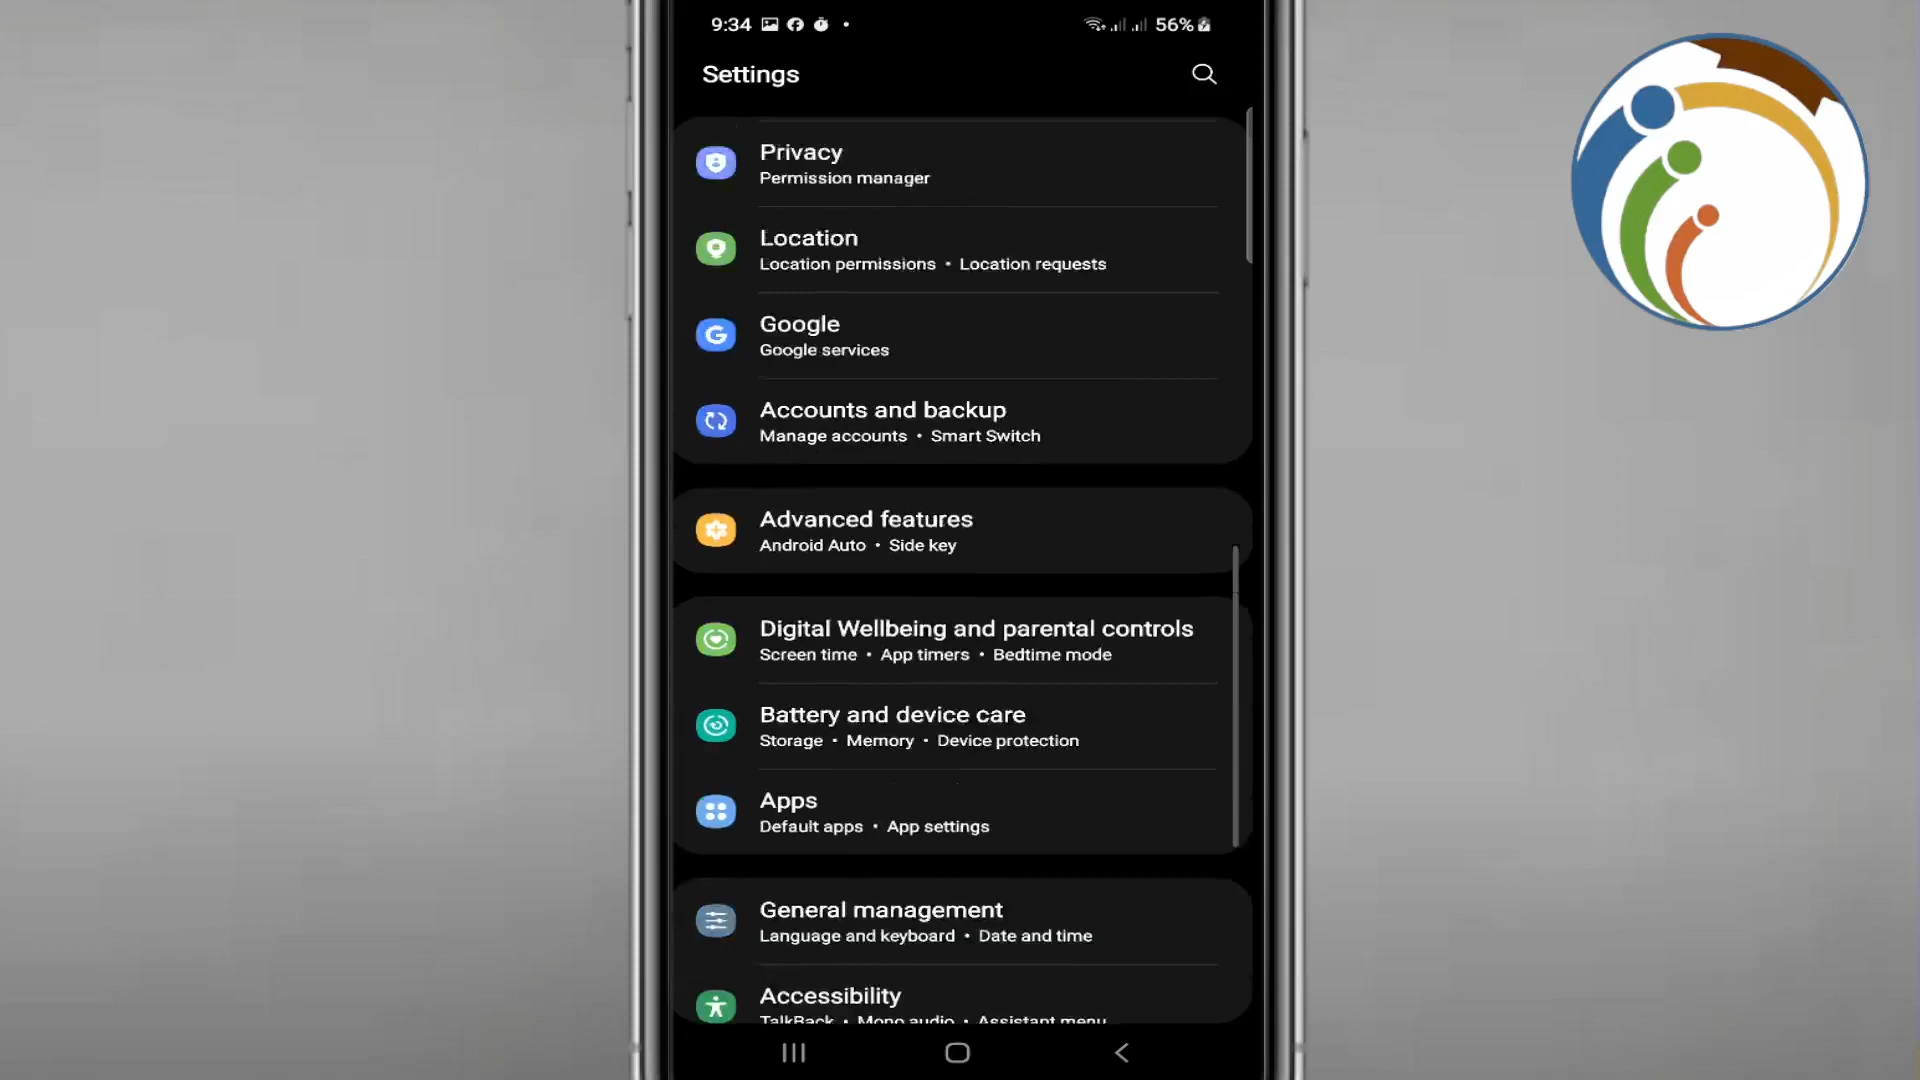 9:34 56%
Settings
Privacy
Permission manager
Location
Location permissions • Location requests
Google
Google services
Accounts and backup
Manage accounts • Smart Switch
Advanced features
Android Auto • Side key
Digital Wellbeing and parental controls
Screen time • App timers • Bedtime mode
Battery and device care
Storage • Memory • Device protection
Apps
Default apps • App settings
General management
Language and keyboard • Date and time
Accessibility
TalkBack • Mono audio • Assistant menu